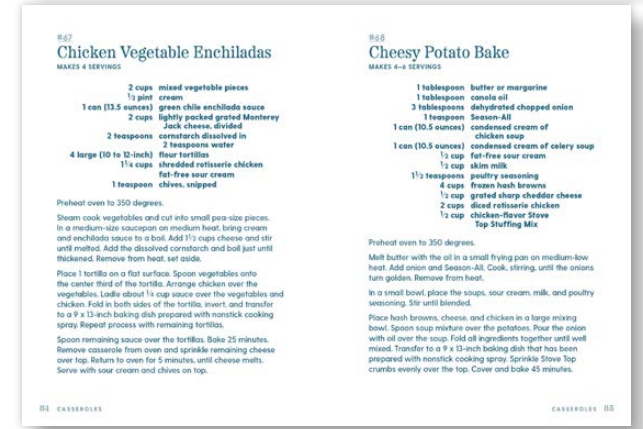 #67
Chicken Vegetable Enchiladas
MAKES 4 SERVINGS
2 cups mixed vegetable pieces
1/2 pint cream
1 can (13.5 ounces) green chile enchilada sauce
2 cups lightly packed grated Monterey
Jack cheese, divided
2 teaspoons cornstarch dissolved in
2 teaspoons water
4 large (10 to 12-inch) flour tortillas
1 1/4 cups shredded rotisserie chicken
fat-free sour cream
1 teaspoon chives, snipped
Preheat oven to 350 degrees.
Steam cook vegetables and cut into small pea-size pieces.
In a medium-size saucepan on medium heat, bring cream
and enchilada sauce to a boil. Add 1 1/2 cups cheese and stir
until melted. Add the dissolved cornstarch and boil just until
thickened. Remove from heat, set aside.
Place 1 tortilla on a flat surface. Spoon vegetables onto
the center third of the tortilla. Arrange chicken over the
vegetables. Ladle about 1/4 cup sauce over the vegetables and
chicken. Fold in both sides of the tortilla, invert, and transfer
to a 9 x 13-inch baking dish prepared with nonstick cooking
spray. Repeat process with remaining tortillas.
Spoon remaining sauce over the tortillas. Bake 25 minutes.
Remove casserole from oven and sprinkle remaining cheese
over top. Return to oven for 5 minutes, until cheese melts.
Serve with sour cream and chives on top.
84 CASSEROLES
#68
Cheesy Potato Bake
MAKES 4–6 SERVINGS
1 tablespoon butter or margarine
1 tablespoon canola oil
3 tablespoons dehydrated chopped onion
1 teaspoon Season-All
1 can (10.5 ounces) condensed cream of
chicken soup
1 can (10.5 ounces) condensed cream of celery soup
1/2 cup fat-free sour cream
1/2 cup skim milk
1 1/2 teaspoons poultry seasoning
4 cups frozen hash browns
1/2 cup grated sharp cheddar cheese
2 cups diced rotisserie chicken
1/2 cup chicken-flavor Stove
Top Stuffing Mix
Preheat oven to 350 degrees.
Melt butter with the oil in a small frying pan on medium-low
heat. Add onion and Season-All. Cook, stirring, until the onions
turn golden. Remove from heat.
In a small bowl, place the soups, sour cream, milk, and poultry
seasoning. Stir until blended.
Place hash browns, cheese, and chicken in a large mixing
bowl. Spoon soup mixture over the potatoes. Pour the onion
with oil over the soup. Fold all ingredients together until well
mixed. Transfer to a 9 x 13-inch baking dish that has been
prepared with nonstick cooking spray. Sprinkle Stove Top
crumbs evenly over the top. Cover and bake 45 minutes.
CASSEROLES 85